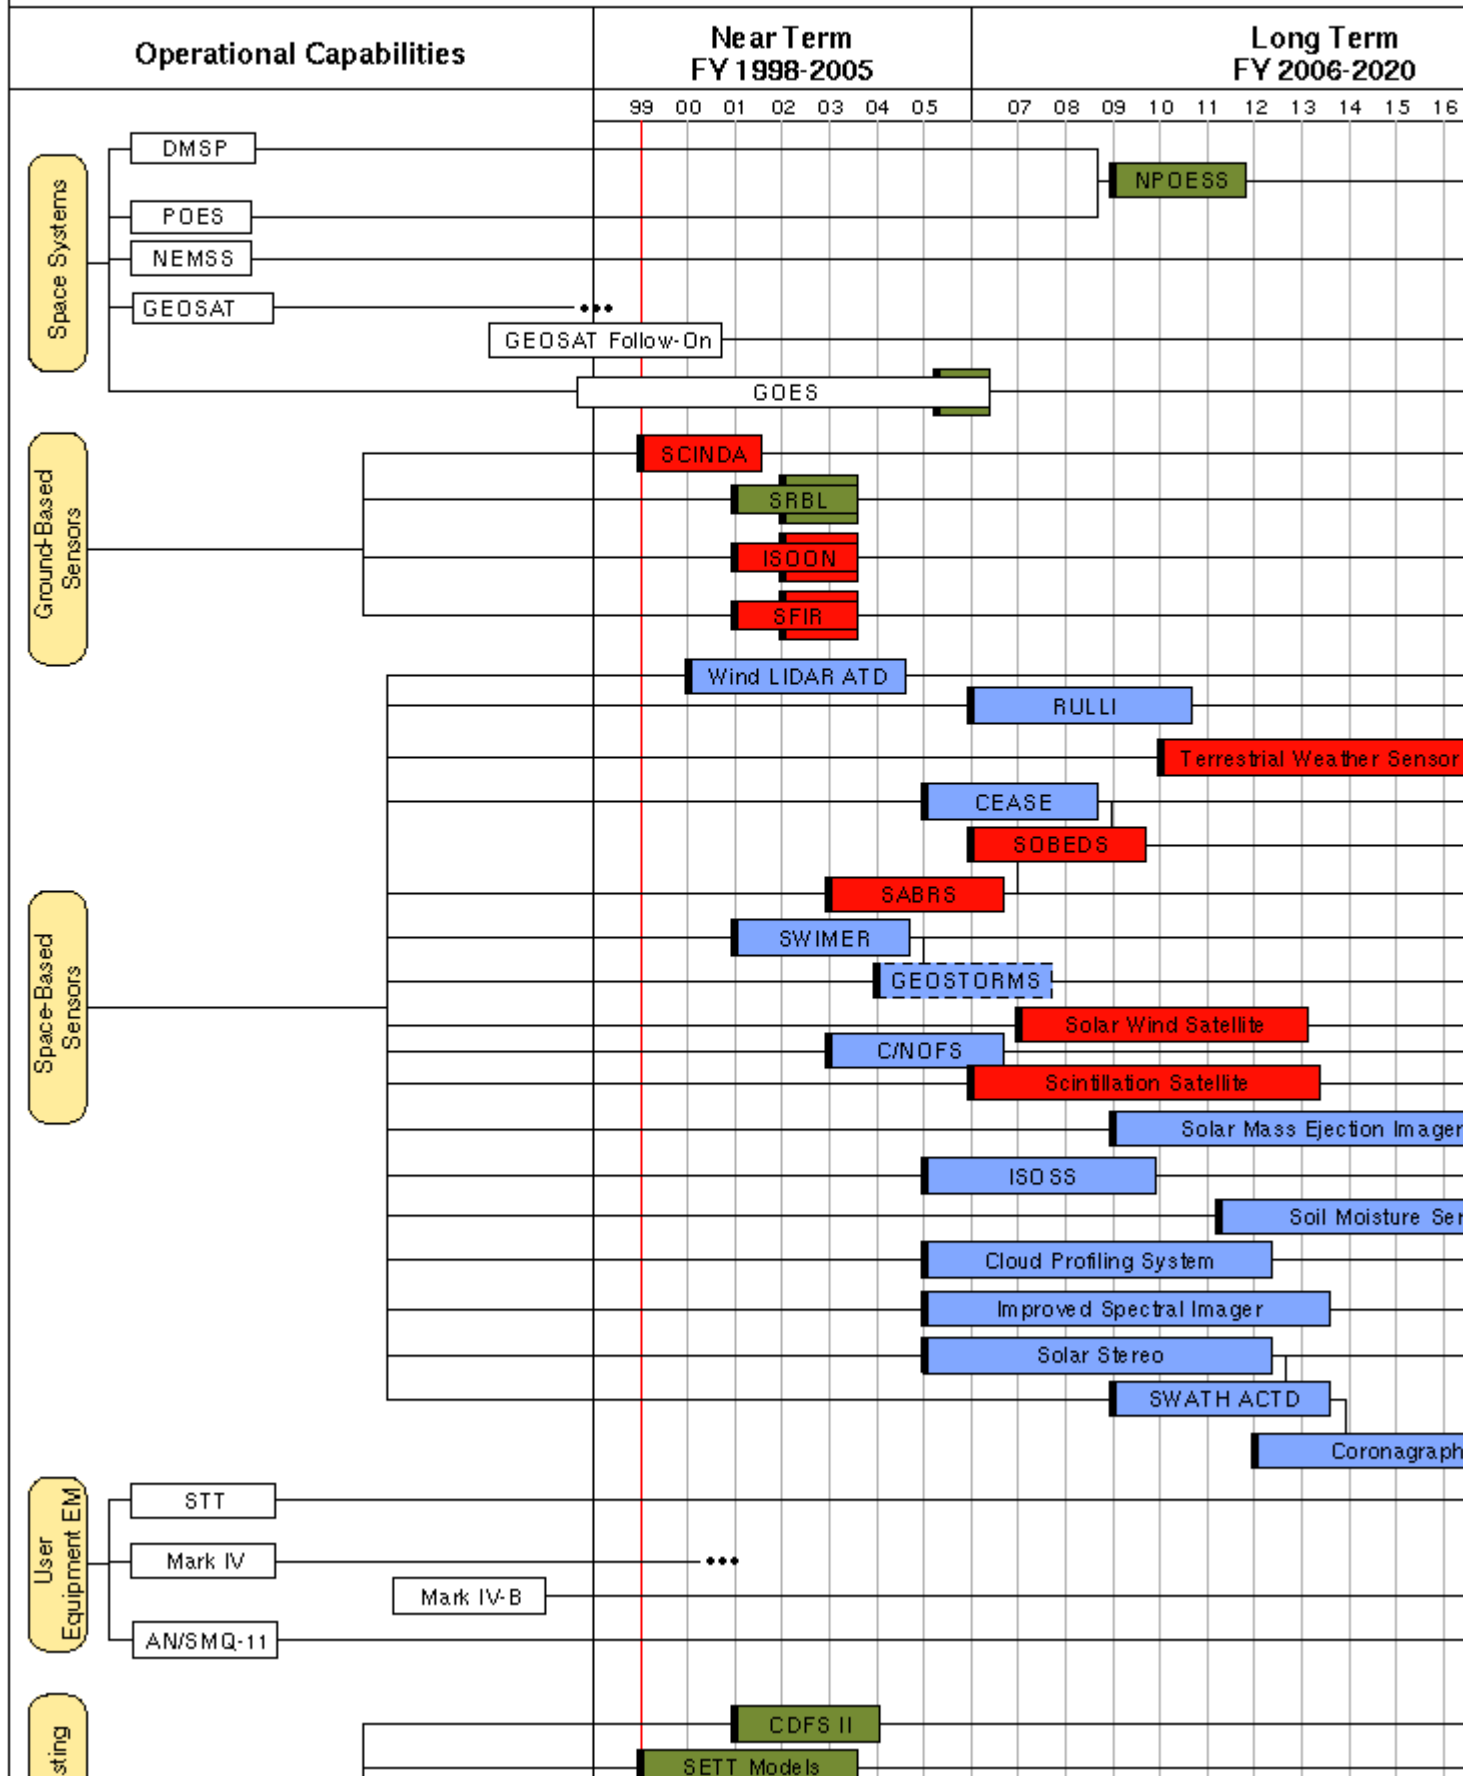 Operational Capabilities
Near Term
FY 1998-2005
Long Term
FY 2006-2020
99 00 01 02 03 04 05 07 08 09 10 11 12 13 14 15 16
Space Systems
DMSP
NPOESS
POES
NEMSS
GEOSAT
GEOSAT Follow-On
GOES
Ground-Based
Sensors
SCINDA
SRBL
ISOON
SFIR
Space-Based
Sensors
Wind LIDAR ATD
RULLI
Terrestrial Weather Sensor
CEASE
SOBEDS
SABRS
SWIMER
GEOSTORMS
Solar Wind Satellite
C/NOFS
Scintillation Satellite
Solar Mass Ejection Imager
ISOSS
Soil Moisture Ser
Cloud Profiling System
Improved Spectral Imager
Solar Stereo
SWATH ACTD
Coronagraph
User
Equipment EM
STT
Mark IV
Mark IV-B
AN/SMQ-11
sting
CDFS II
SETT Models